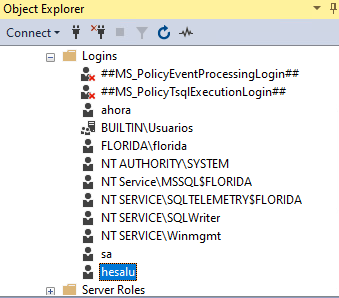 Object Explorer
Connect
Logins
##MS_PolicyEventProcessingLogin##
##MS_PolicyTsqlExecutionLogin##
ahora
BUILTIN\Usuarios
FLORIDA\florida
NT AUTHORITY\SYSTEM
NT Service\MSSQL$FLORIDA
NT SERVICE\SQLTELEMETRY$FLORIDA
NT SERVICE\SQLWriter
NT SERVICE\Winmgmt
sa
hesalu
Server Roles